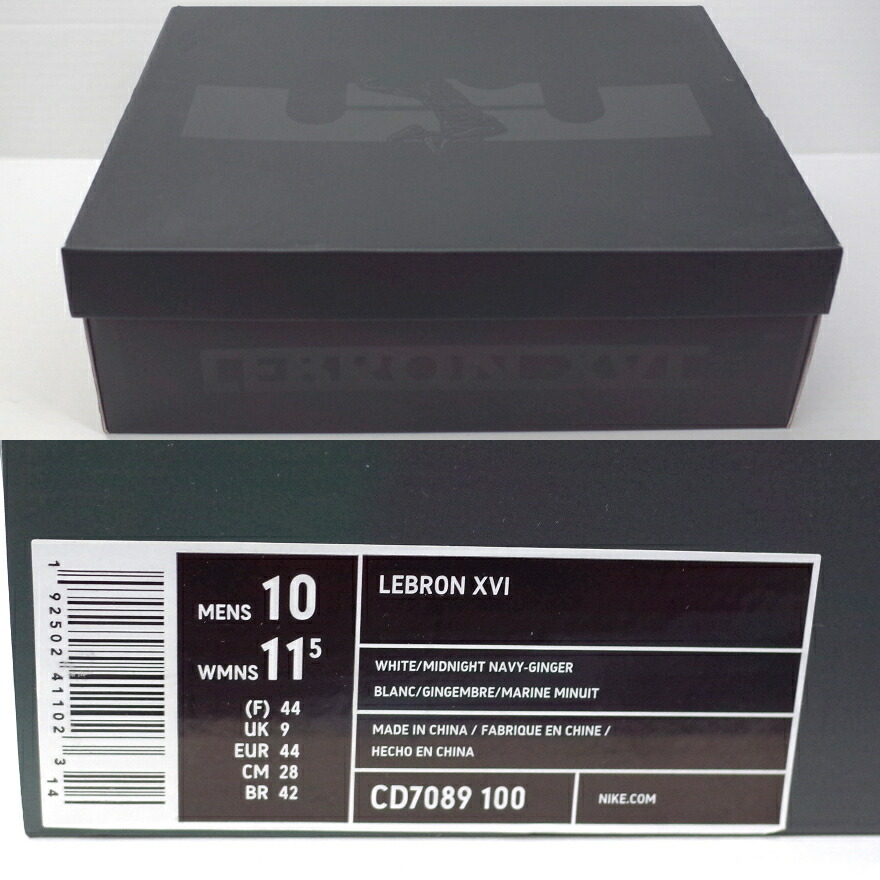 LEBRON XVI
1 92502 41102 3 14
MENS 10
WMNS 11 5
(F) 44
UK 9
EUR 44
CM 28
BR 42
LEBRON XVI
WHITE/MIDNIGHT NAVY-GINGER
BLANC/GINGEMBRE/MARINE MINUIT
MADE IN CHINA / FABRIQUE EN CHINE /
HECHO EN CHINA
CD7089 100
NIKE.COM